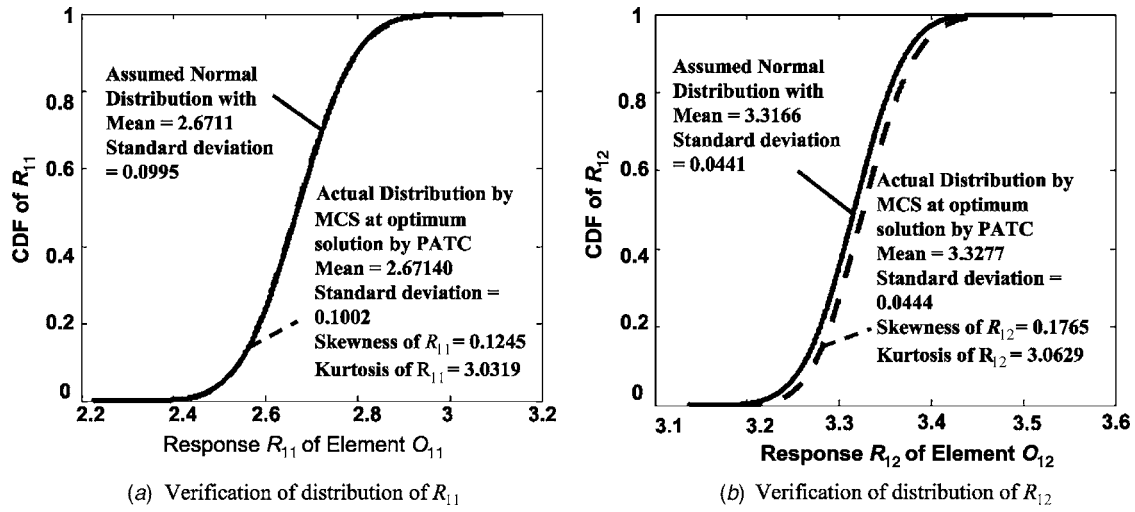 1
0.8
0.6
0.4
0.2
0
CDF of R11
Assumed Normal
Distribution with
Mean = 2.6711
Standard deviation
= 0.0995
Actual Distribution by
MCS at optimum
solution by PATC
Mean = 2.67140
Standard deviation =
0.1002
Skewness of R11 = 0.1245
Kurtosis of R11 = 3.0319
2.2 2.4 2.6 2.8 3 3.2
Response R11 of Element O11
(a) Verification of distribution of R11
1
0.8
0.6
0.4
0.2
0
CDF of R12
Assumed Normal
Distribution with
Mean = 3.3166
Standard deviation
= 0.0441
Actual Distribution by
MCS at optimum
solution by PATC
Mean = 3.3277
Standard deviation =
0.0444
Skewness of R12 = 0.1765
Kurtosis of R12 = 3.0629
3.1 3.2 3.3 3.4 3.5 3.6
Response R12 of Element O12
(b) Verification of distribution of R12